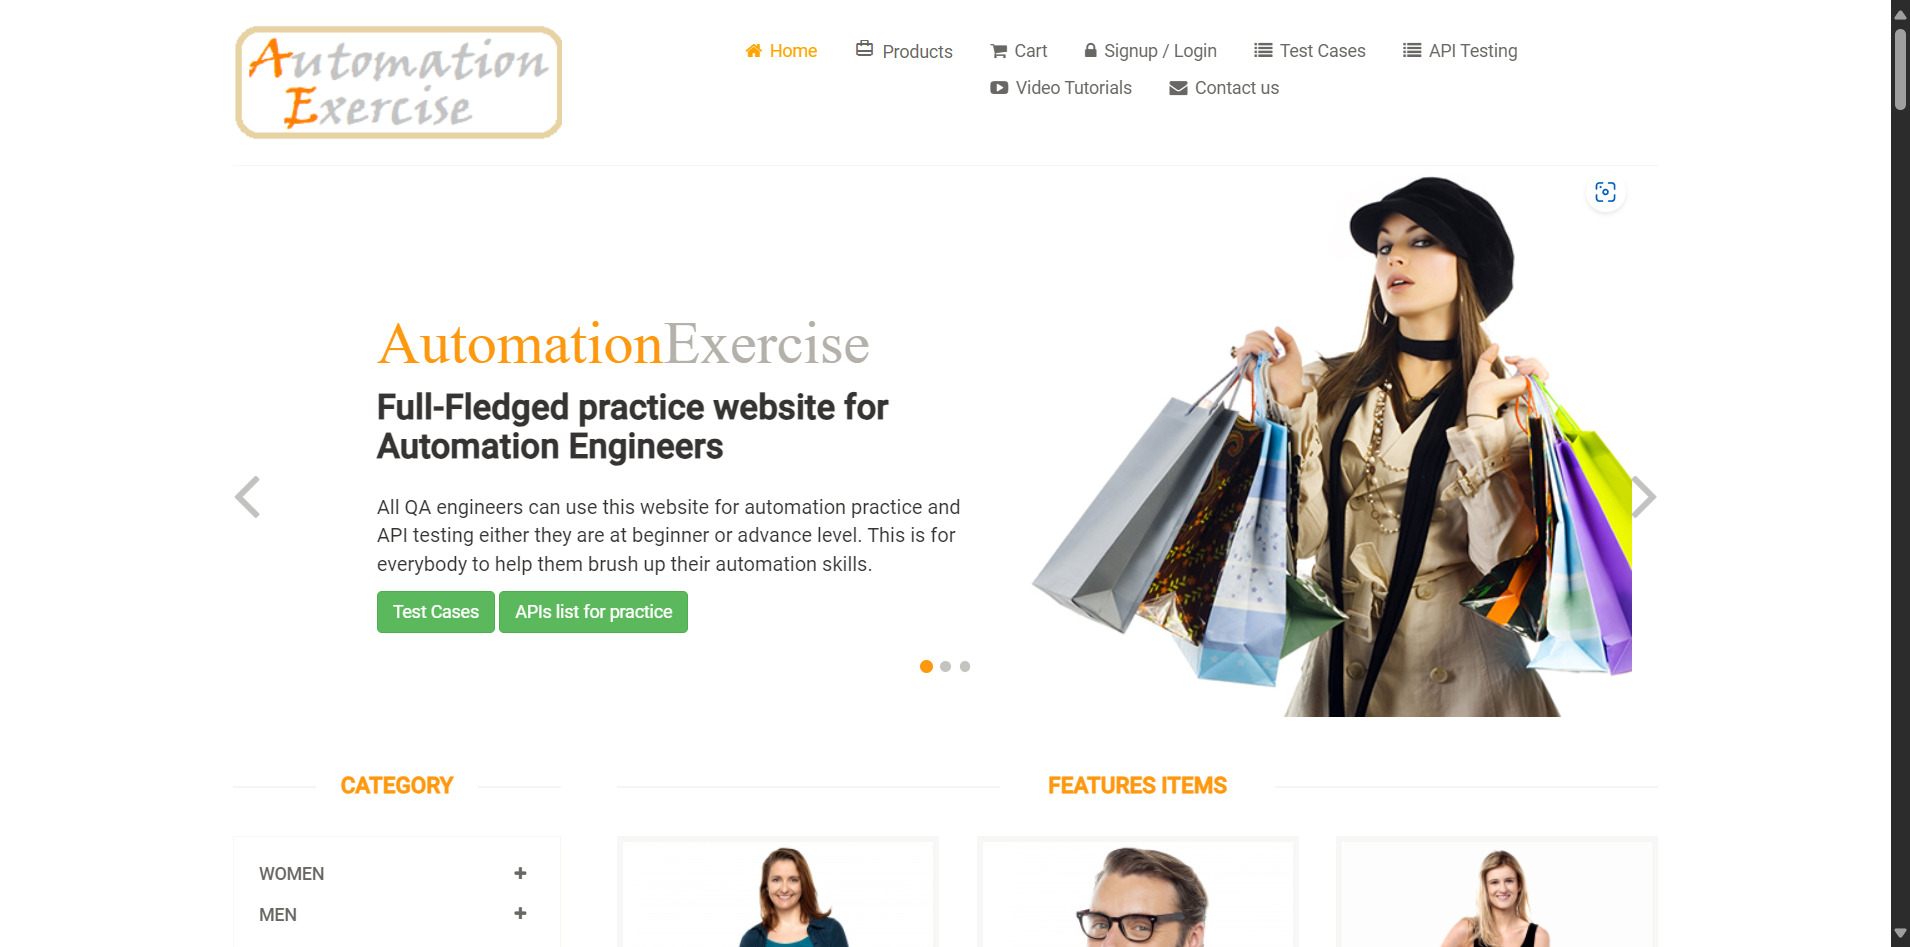 Automation
Exercise
Home
Products
Cart
Signup / Login
Test Cases
API Testing
Video Tutorials
Contact us
AutomationExercise
Full-Fledged practice website for
Automation Engineers
All QA engineers can use this website for automation practice and
API testing either they are at beginner or advance level. This is for
everybody to help them brush up their automation skills.
Test Cases
APIs list for practice
CATEGORY
FEATURES ITEMS
WOMEN
MEN